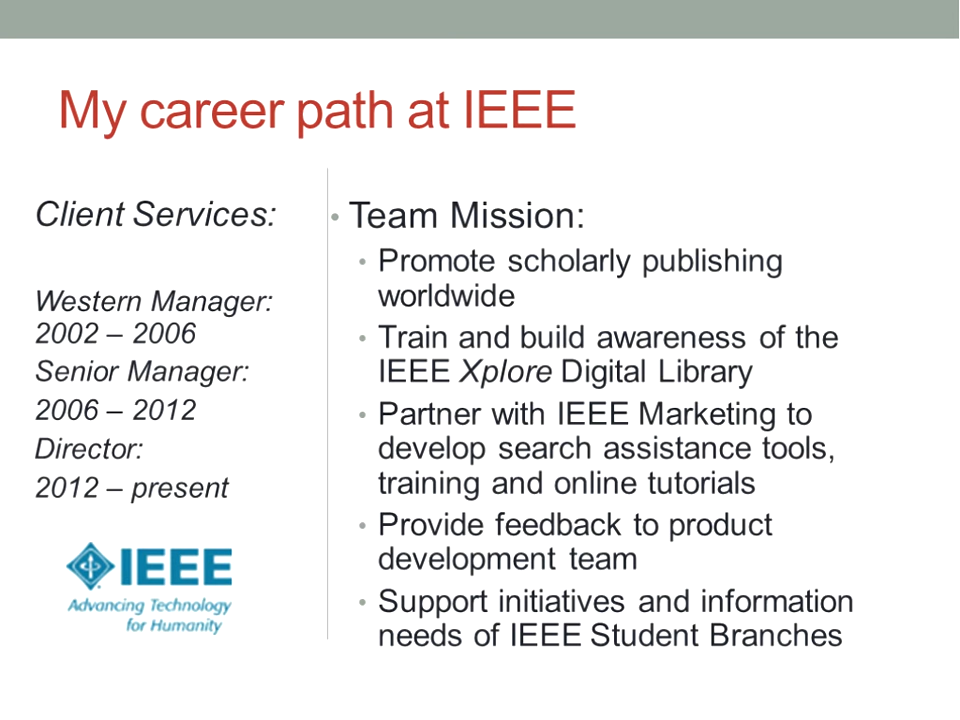 My career path at IEEE
Client Services:
Western Manager:
2002 – 2006
Senior Manager:
2006 – 2012
Director:
2012 – present
IEEE
Advancing Technology
for Humanity
• Team Mission:
• Promote scholarly publishing
worldwide
• Train and build awareness of the
IEEE Xplore Digital Library
• Partner with IEEE Marketing to
develop search assistance tools,
training and online tutorials
• Provide feedback to product
development team
• Support initiatives and information
needs of IEEE Student Branches